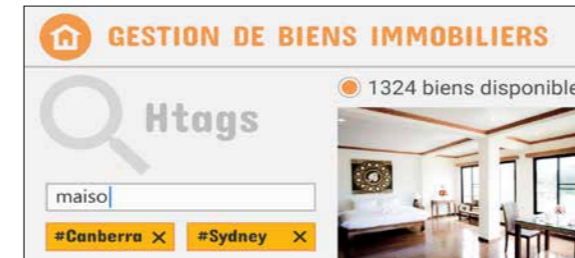 GESTION DE BIENS IMMOBILIERS
Htags
1324 biens disponible
maiso
#Canberra ×
#Sydney ×